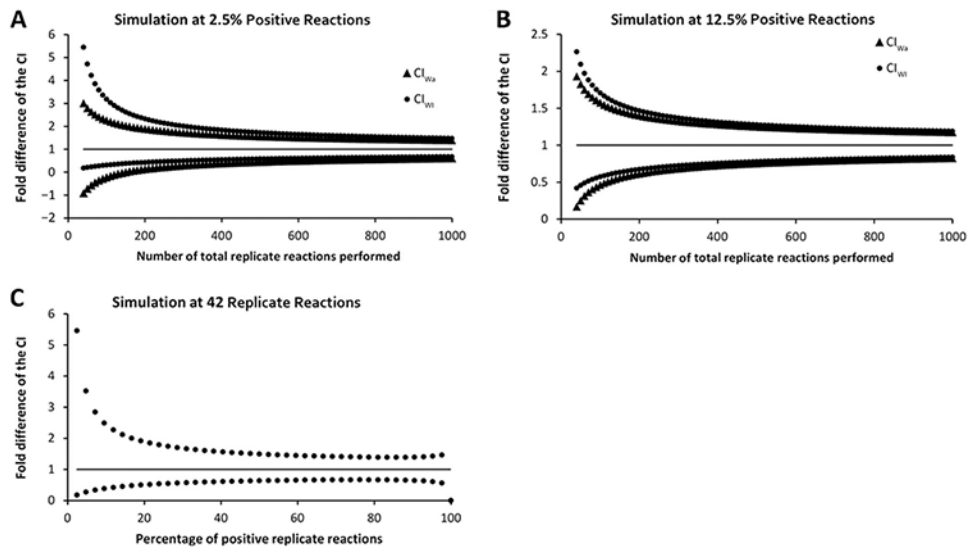 A
Simulation at 2.5% Positive Reactions
Fold difference of the CI
6
5
4
3
2
1
0
−1
−2
CIWa
CIWI
0
200
400
600
800
1000
Number of total replicate reactions performed
B
Simulation at 12.5% Positive Reactions
Fold difference of the CI
2.5
2
1.5
1
0.5
0
CIWa
CIWI
0
200
400
600
800
1000
Number of total replicate reactions performed
C
Simulation at 42 Replicate Reactions
Fold difference of the CI
6
5
4
3
2
1
0
0
20
40
60
80
100
Percentage of positive replicate reactions